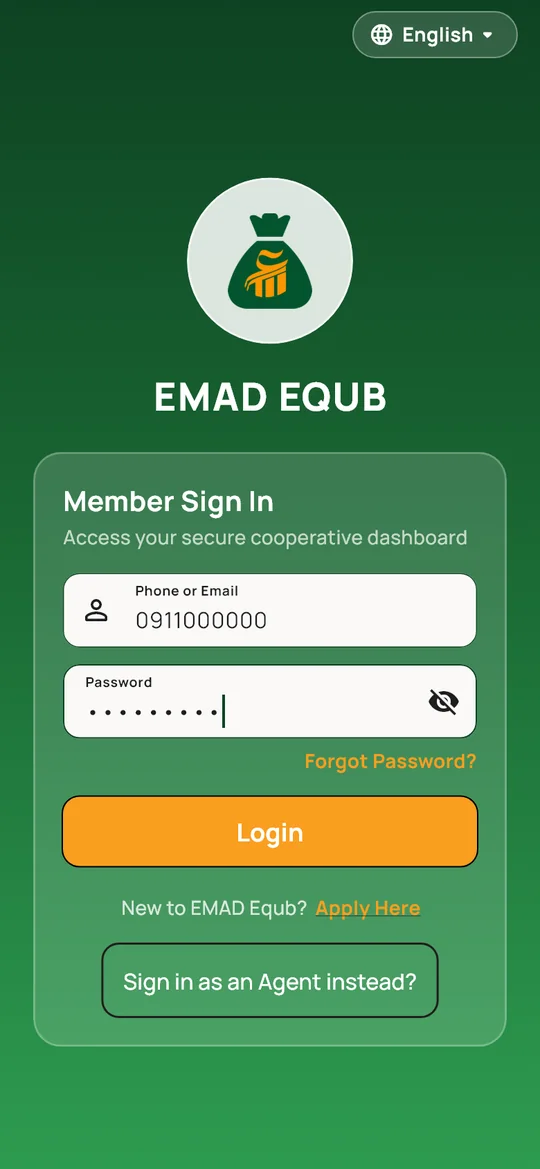 English
EMAD EQUB
Member Sign In
Access your secure cooperative dashboard
Phone or Email
0911000000
Password
•••••••••
Forgot Password?
Login
New to EMAD Equb? Apply Here
Sign in as an Agent instead?